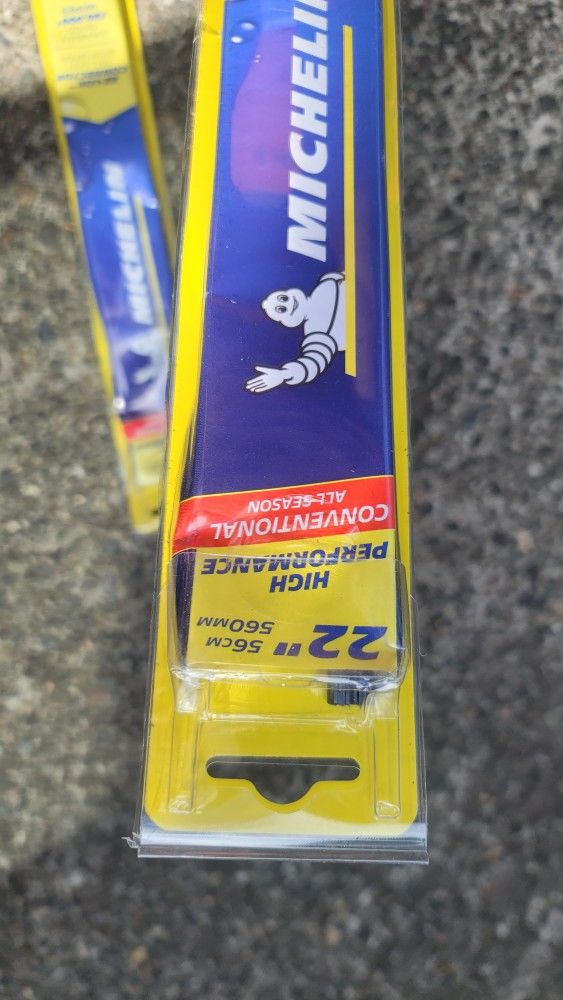 22" 56CM
560MM
HIGH
PERFORMANCE
CONVENTIONAL
ALL-SEASON
MICHELIN
MICHELIN